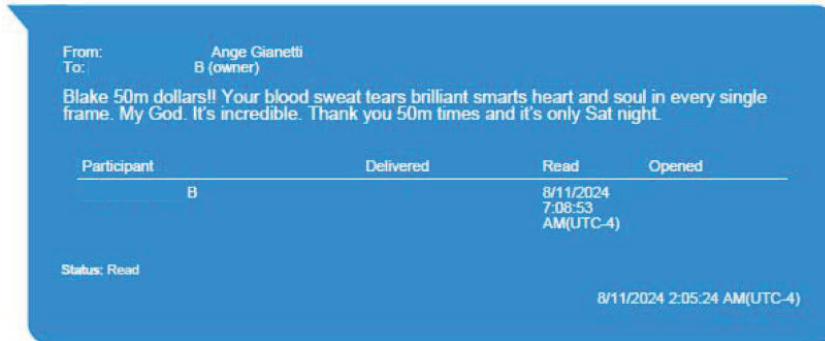 From: Ange Gianetti
To: B (owner)
Blake 50m dollars!! Your blood sweat tears brilliant smarts heart and soul in every single
frame. My God. It's incredible. Thank you 50m times and it's only Sat night.
Participant Delivered Read Opened
B 8/11/2024
7:08:53
AM(UTC-4)
Status: Read
8/11/2024 2:05:24 AM(UTC-4)